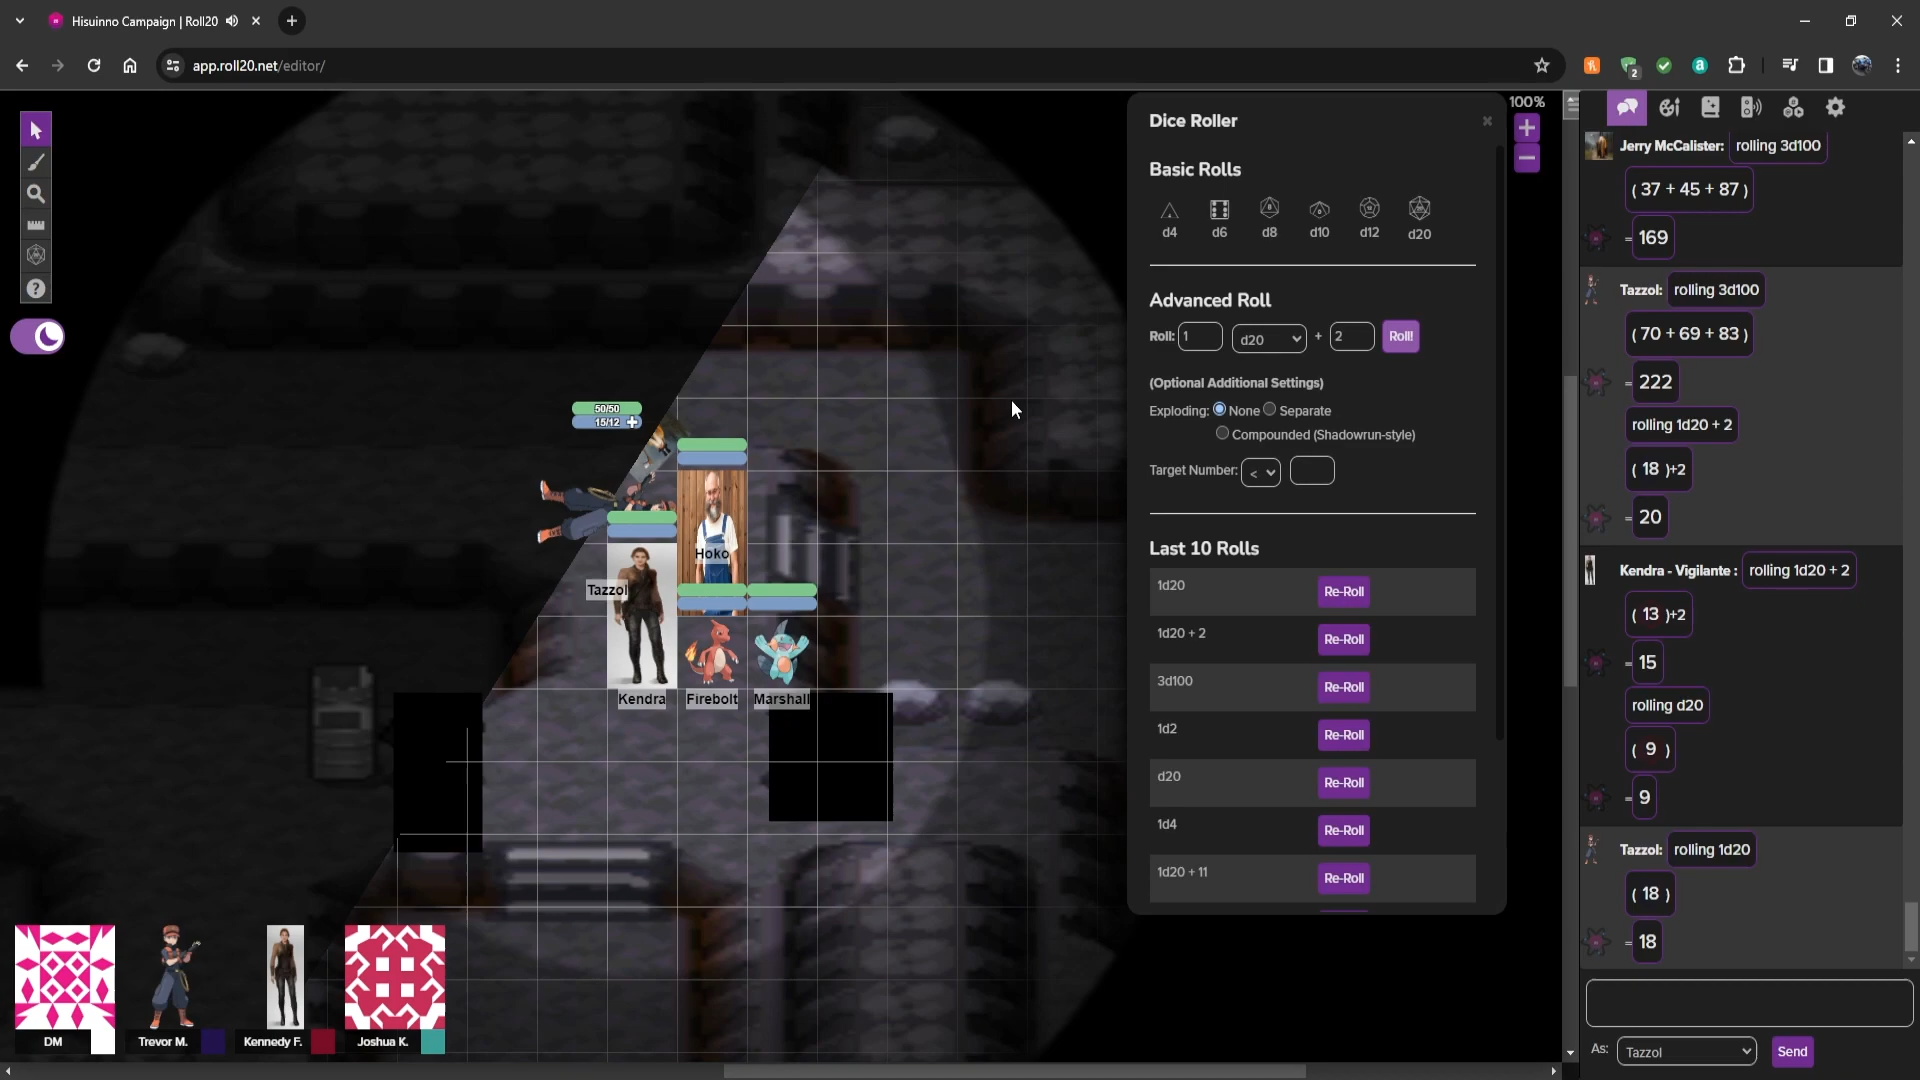 Hisuinno Campaign | Roll20
app.roll20.net/editor/
2
100%
Dice Roller
Basic Rolls
d4
d6
d8
d10
d12
d20
Advanced Roll
Roll: 1 d20 + 2 Roll!
(Optional Additional Settings)
Exploding: None Separate
Compounded (Shadowrun-style)
Target Number: <
Last 10 Rolls
1d20 Re-Roll
1d20 + 2 Re-Roll
3d100 Re-Roll
1d2 Re-Roll
d20 Re-Roll
1d4 Re-Roll
1d20 + 11 Re-Roll
50/50
15/12
Hoko
Tazzol
Kendra
Firebolt
Marshall
DM
Trevor M.
Kennedy F.
Joshua K.
Jerry McCalister: rolling 3d100
( 37 + 45 + 87 )
= 169
Tazzol: rolling 3d100
( 70 + 69 + 83 )
= 222
rolling 1d20 + 2
( 18 )+2
= 20
Kendra - Vigilante : rolling 1d20 + 2
( 13 )+2
= 15
rolling d20
( 9 )
= 9
Tazzol: rolling 1d20
( 18 )
= 18
As: Tazzol Send